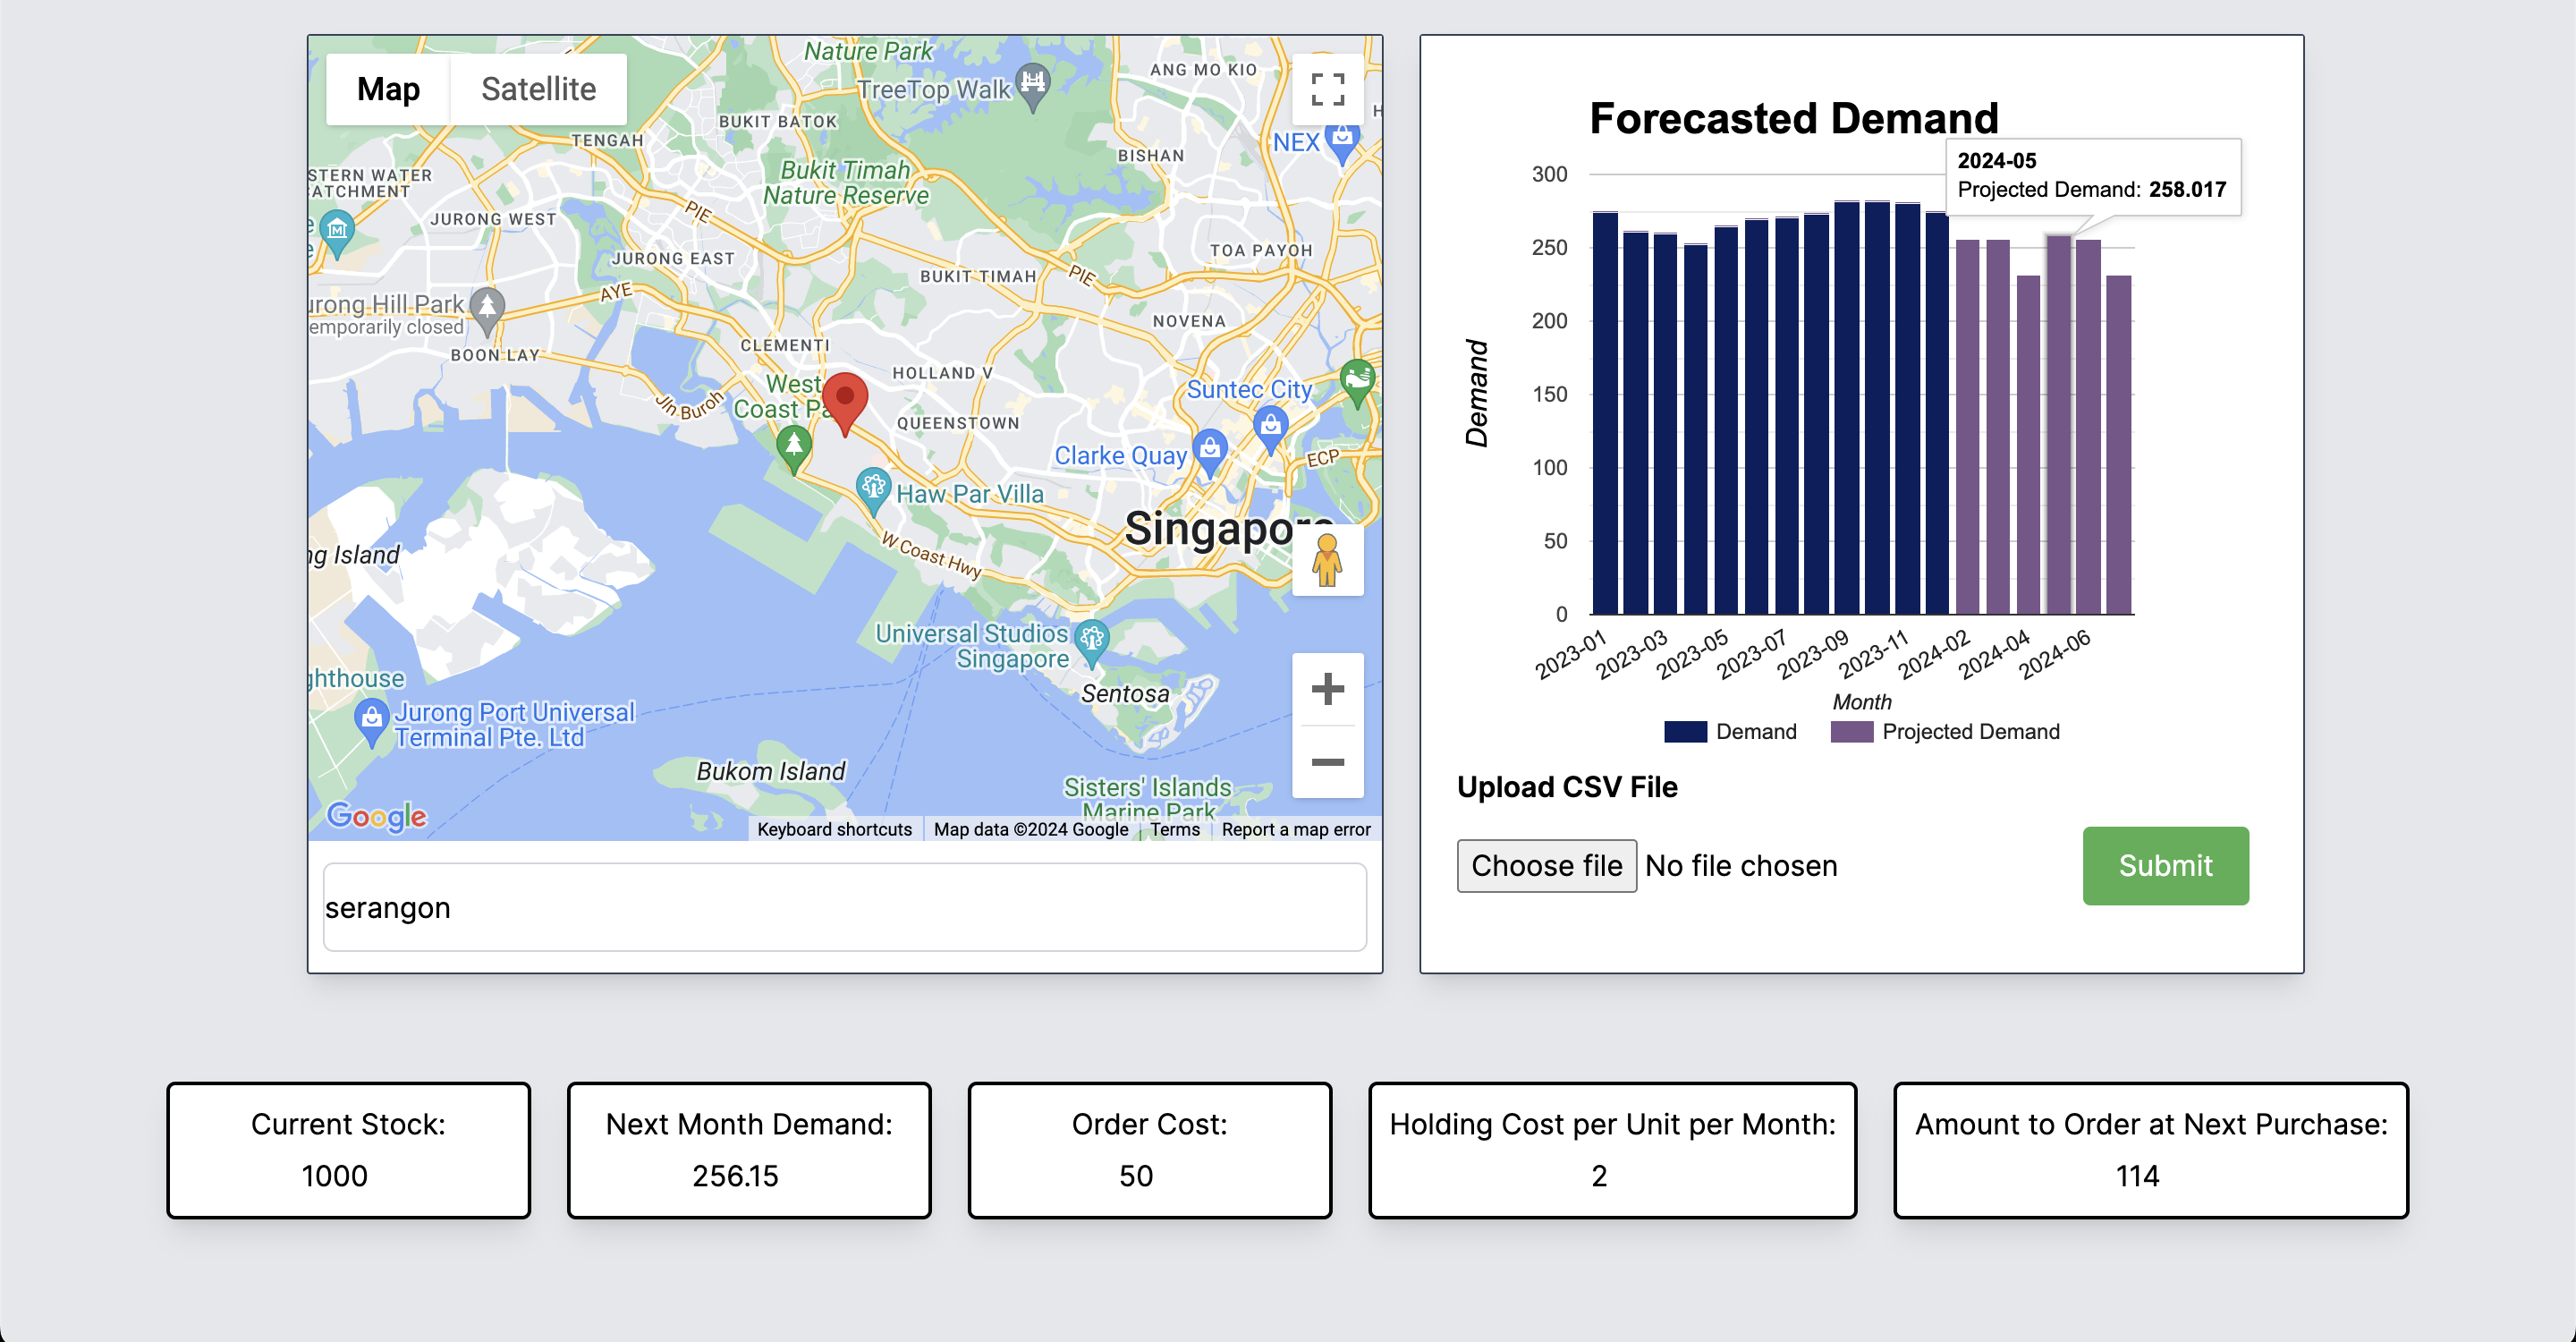 Map
Satellite
Nature Park
TreeTop Walk
ANG MO KIO
BUKIT BATOK
NEX
TENGAH
BISHAN
Bukit Timah
Nature Reserve
STERN WATER
ATCHMENT
JURONG WEST
PIE
TOA PAYOH
JURONG EAST
BUKIT TIMAH
PIE
AYE
urong Hill Park
emporarily closed
NOVENA
BOON LAY
CLEMENTI
HOLLAND V
West
Coast Pa
Suntec City
Jln Buroh
QUEENSTOWN
Clarke Quay
ECP
Haw Par Villa
Singapore
W Coast Hwy
ng Island
Universal Studios
Singapore
ghthouse
Sentosa
Jurong Port Universal
Terminal Pte. Ltd
Bukom Island
Sisters' Islands
Marine Park
Google
Keyboard shortcuts
Map data ©2024 Google
Terms
Report a map error
serangon
Forecasted Demand
2024-05
Projected Demand: 258.017
300
250
200
150
100
50
0
Demand
2023-01
2023-03
2023-05
2023-07
2023-09
2023-11
2024-02
2024-04
2024-06
Month
Demand
Projected Demand
Upload CSV File
Choose file No file chosen
Submit
Current Stock:
1000
Next Month Demand:
256.15
Order Cost:
50
Holding Cost per Unit per Month:
2
Amount to Order at Next Purchase:
114